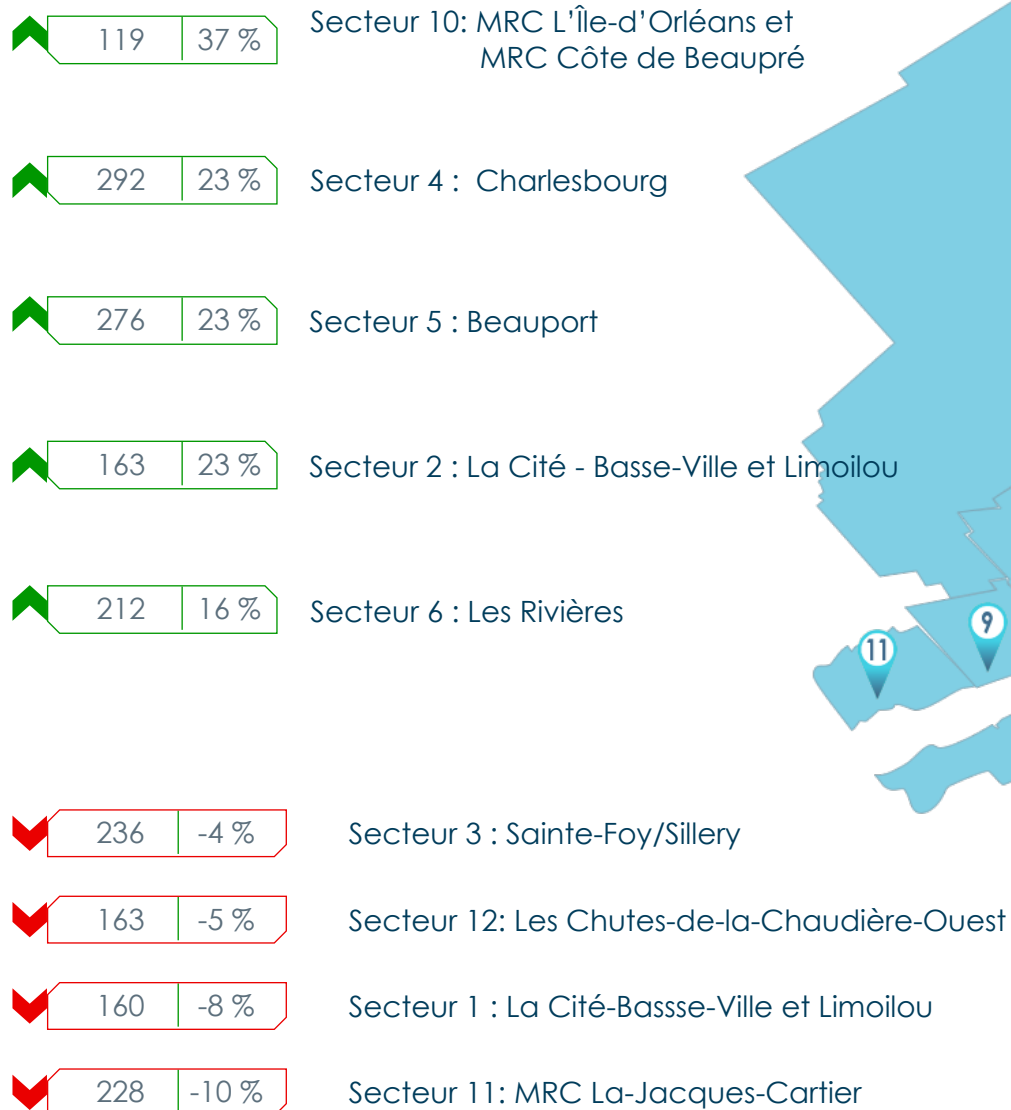 119 37 % Secteur 10: MRC L’Île-d’Orléans et
MRC Côte de Beaupré
292 23 % Secteur 4 : Charlesbourg
276 23 % Secteur 5 : Beauport
163 23 % Secteur 2 : La Cité - Basse-Ville et Limoilou
212 16 % Secteur 6 : Les Rivières
9
11
236 -4 % Secteur 3 : Sainte-Foy/Sillery
163 -5 % Secteur 12: Les Chutes-de-la-Chaudière-Ouest
160 -8 % Secteur 1 : La Cité-Bassse-Ville et Limoilou
228 -10 % Secteur 11: MRC La-Jacques-Cartier